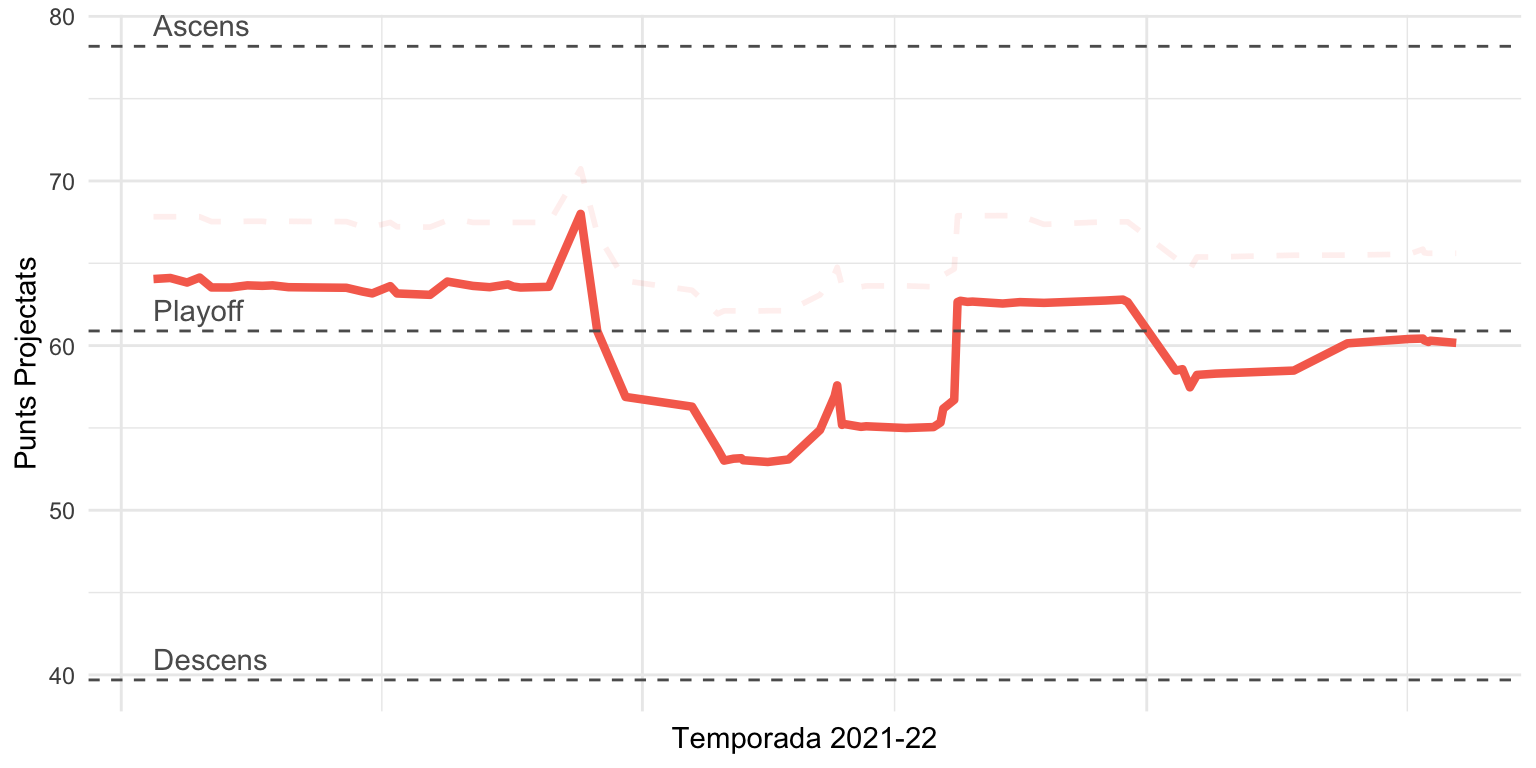 80
Ascens
70
Playoff
60
Punts Projectats
50
Descens
40
Temporada 2021-22